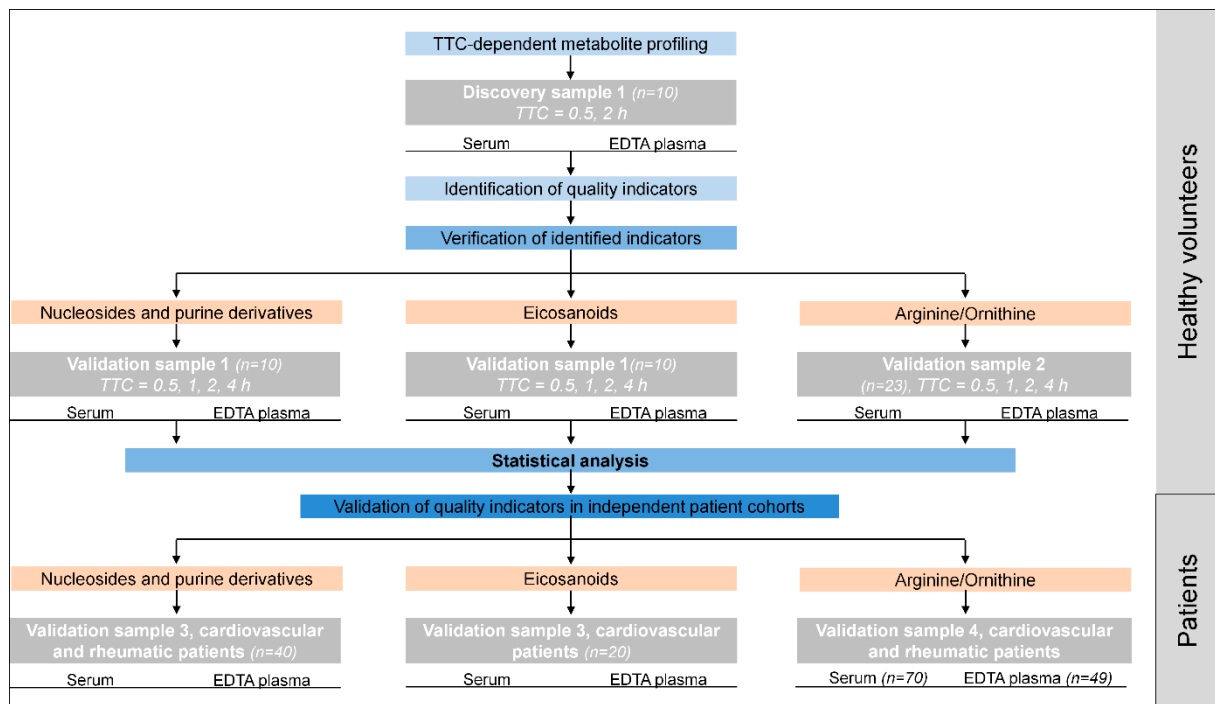 TTC-dependent metabolite profiling
Discovery sample 1 (n=10)
TTC = 0.5, 2 h
Serum EDTA plasma
Identification of quality indicators
Verification of identified indicators
Healthy volunteers
Nucleosides and purine derivatives
Validation sample 1 (n=10)
TTC = 0.5, 1, 2, 4 h
Serum EDTA plasma
Eicosanoids
Validation sample 1(n=10)
TTC = 0.5, 1, 2, 4 h
Serum EDTA plasma
Arginine/Ornithine
Validation sample 2
(n=23), TTC = 0.5, 1, 2, 4 h
Serum EDTA plasma
Statistical analysis
Validation of quality indicators in independent patient cohorts
Patients
Nucleosides and purine derivatives
Validation sample 3, cardiovascular
and rheumatic patients (n=40)
Serum EDTA plasma
Eicosanoids
Validation sample 3, cardiovascular
patients (n=20)
Serum EDTA plasma
Arginine/Ornithine
Validation sample 4, cardiovascular
and rheumatic patients
Serum (n=70) EDTA plasma (n=49)